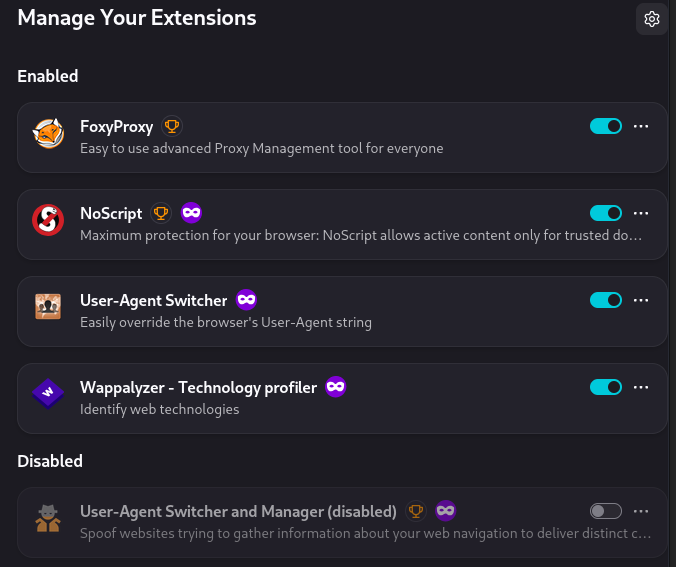 Manage Your Extensions
Enabled
FoxyProxy
Easy to use advanced Proxy Management tool for everyone
NoScript
Maximum protection for your browser: NoScript allows active content only for trusted do…
User-Agent Switcher
Easily override the browser's User-Agent string
Wappalyzer - Technology profiler
Identify web technologies
Disabled
User-Agent Switcher and Manager (disabled)
Spoof websites trying to gather information about your web navigation to deliver distinct c…